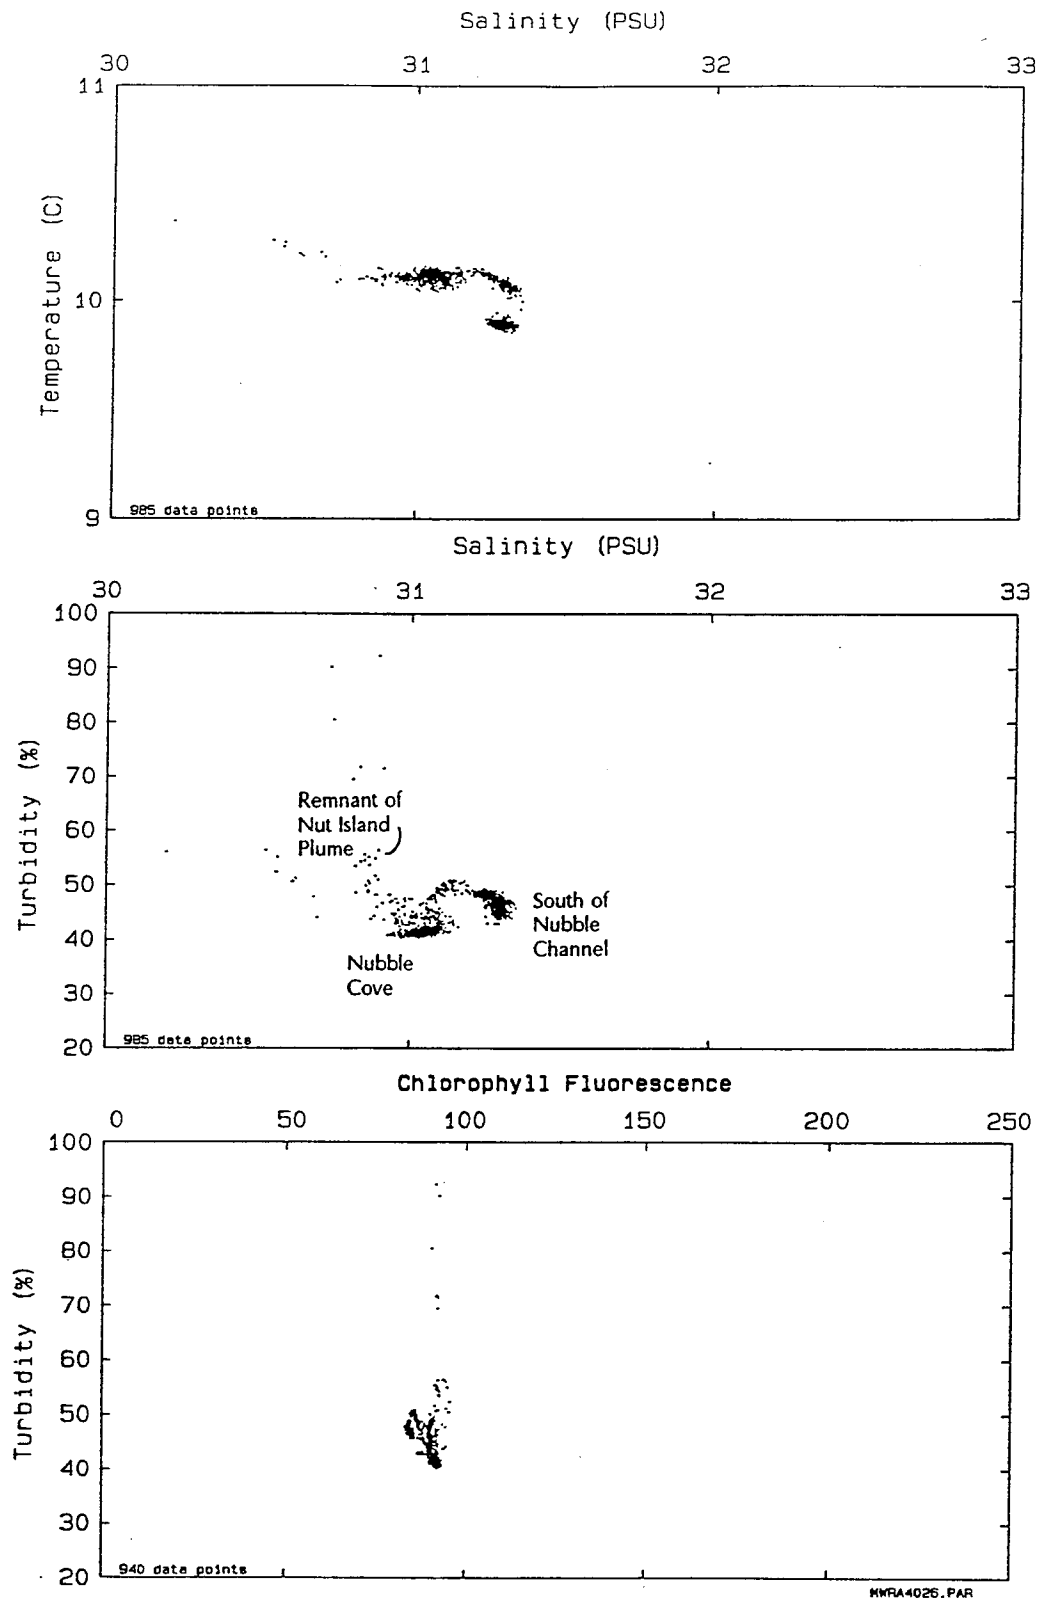 Salinity (PSU)
30 31 32 33
11
10
9
Temperature (C)
985 data points
Salinity (PSU)
30 31 32 33
100
90
80
70
60
50
40
30
20
Turbidity (%)
Remnant of
Nut Island
Plume
South of
Nubble
Channel
Nubble
Cove
985 data points
Chlorophyll Fluorescence
0 50 100 150 200 250
100
90
80
70
60
50
40
30
20
Turbidity (%)
940 data points
MWRA4026.PAR